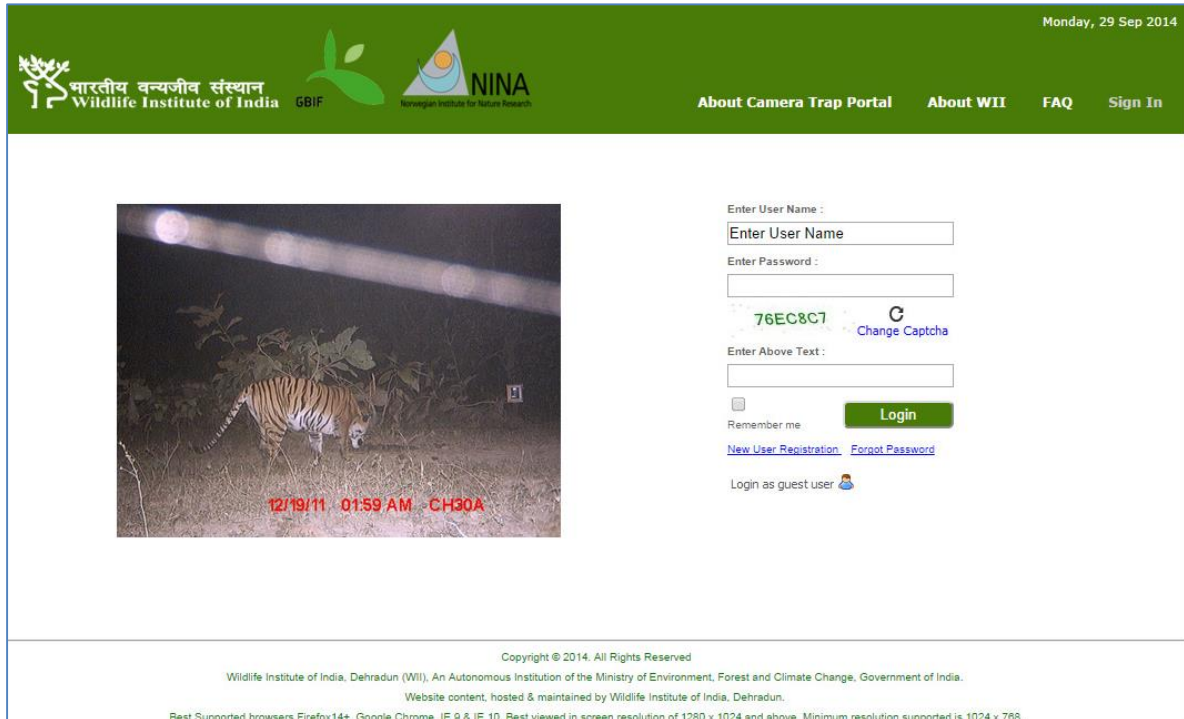 Monday, 29 Sep 2014
भारतीय वन्यजीव संस्थान
Wildlife Institute of India
GBIF
NINA
Norwegian Institute for Nature Research
About Camera Trap Portal About WII FAQ Sign In
Enter User Name :
Enter User Name
Enter Password :
76EC8C7
Change Captcha
Enter Above Text :
Remember me
Login
New User Registration Forgot Password
Login as guest user
12/19/11 01:59 AM CH30A
Copyright © 2014. All Rights Reserved
Wildlife Institute of India, Dehradun (WII), An Autonomous Institution of the Ministry of Environment, Forest and Climate Change, Government of India.
Website content, hosted & maintained by Wildlife Institute of India, Dehradun.
Best Supported browsers Firefox14+, Google Chrome, IE 9 & IE 10. Best viewed in screen resolution of 1280 x 1024 and above. Minimum resolution supported is 1024 x 768